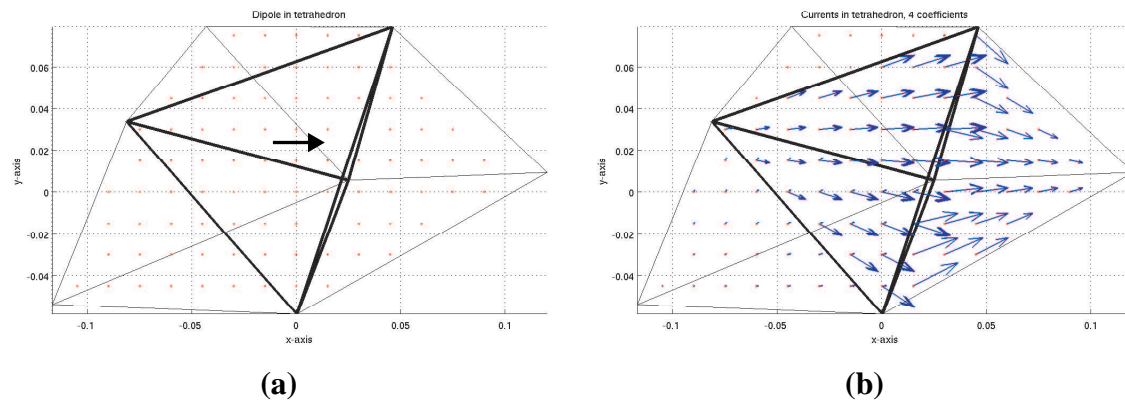 Dipole in tetrahedron
0.06
0.04
0.02
0
-0.02
-0.04
y-axis
-0.1
-0.05
0
0.05
0.1
x-axis
(a)
Currents in tetrahedron, 4 coefficients
0.06
0.04
0.02
0
-0.02
-0.04
y-axis
-0.1
-0.05
0
0.05
0.1
x-axis
(b)